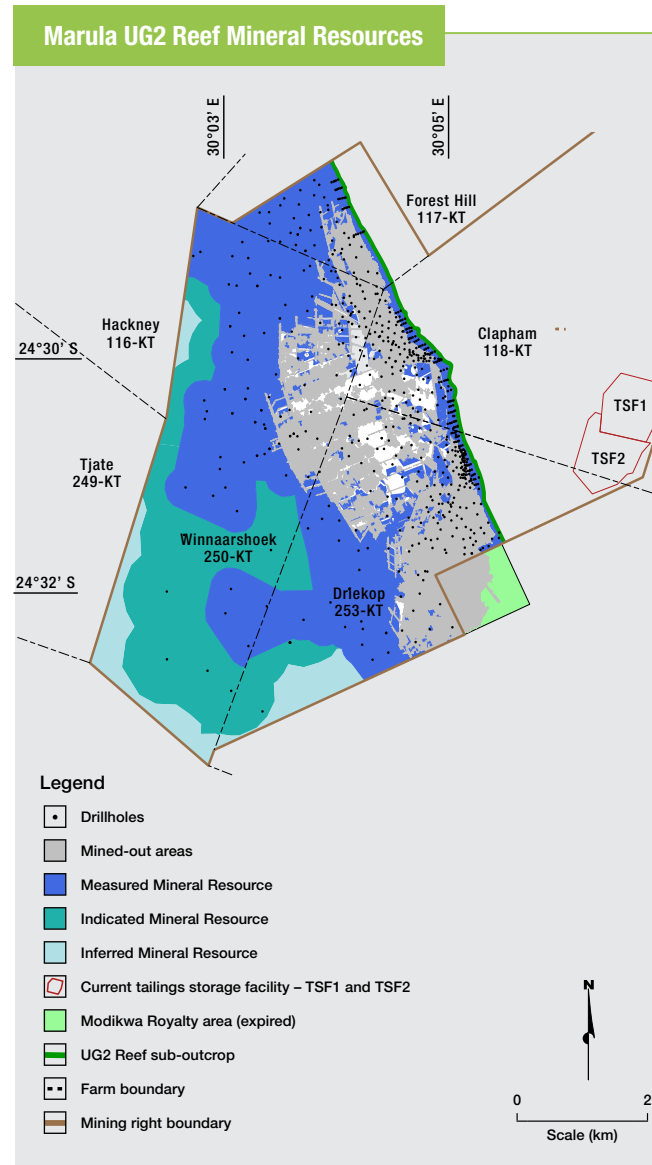 Marula UG2 Reef Mineral Resources
30°03' E
30°05' E
Forest Hill
117-KT
Hackney
116-KT
Clapham
118-KT
24°30' S
TSF1
TSF2
Tjate
249-KT
Winnaarshoek
250-KT
24°32' S
Driekop
253-KT
Legend
Drillholes
Mined-out areas
Measured Mineral Resource
Indicated Mineral Resource
Inferred Mineral Resource
Current tailings storage facility – TSF1 and TSF2
Modikwa Royalty area (expired)
UG2 Reef sub-outcrop
Farm boundary
Mining right boundary
N
0 2
Scale (km)